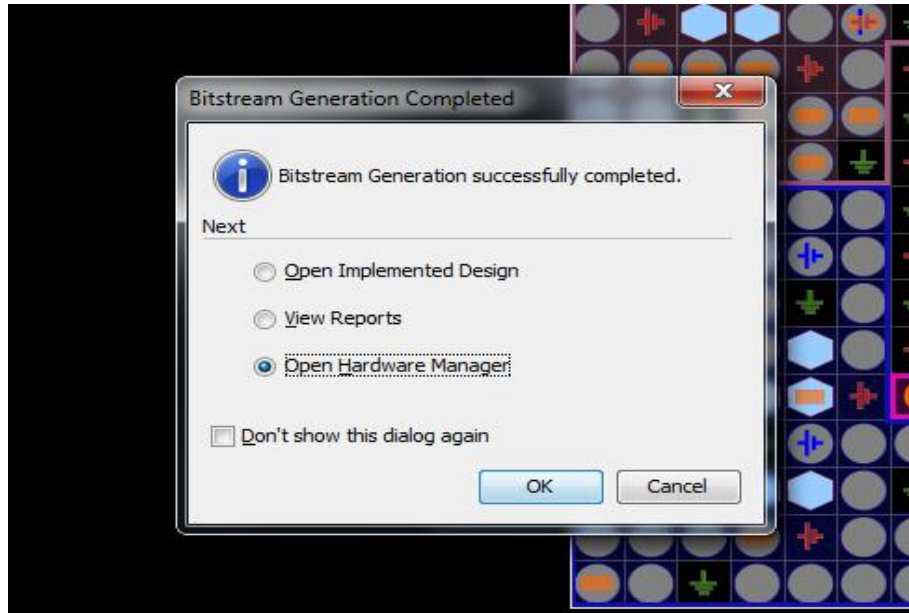 Bitstream Generation Completed
Bitstream Generation successfully completed.
Next
Open Implemented Design
View Reports
Open Hardware Manager
Don't show this dialog again
OK Cancel